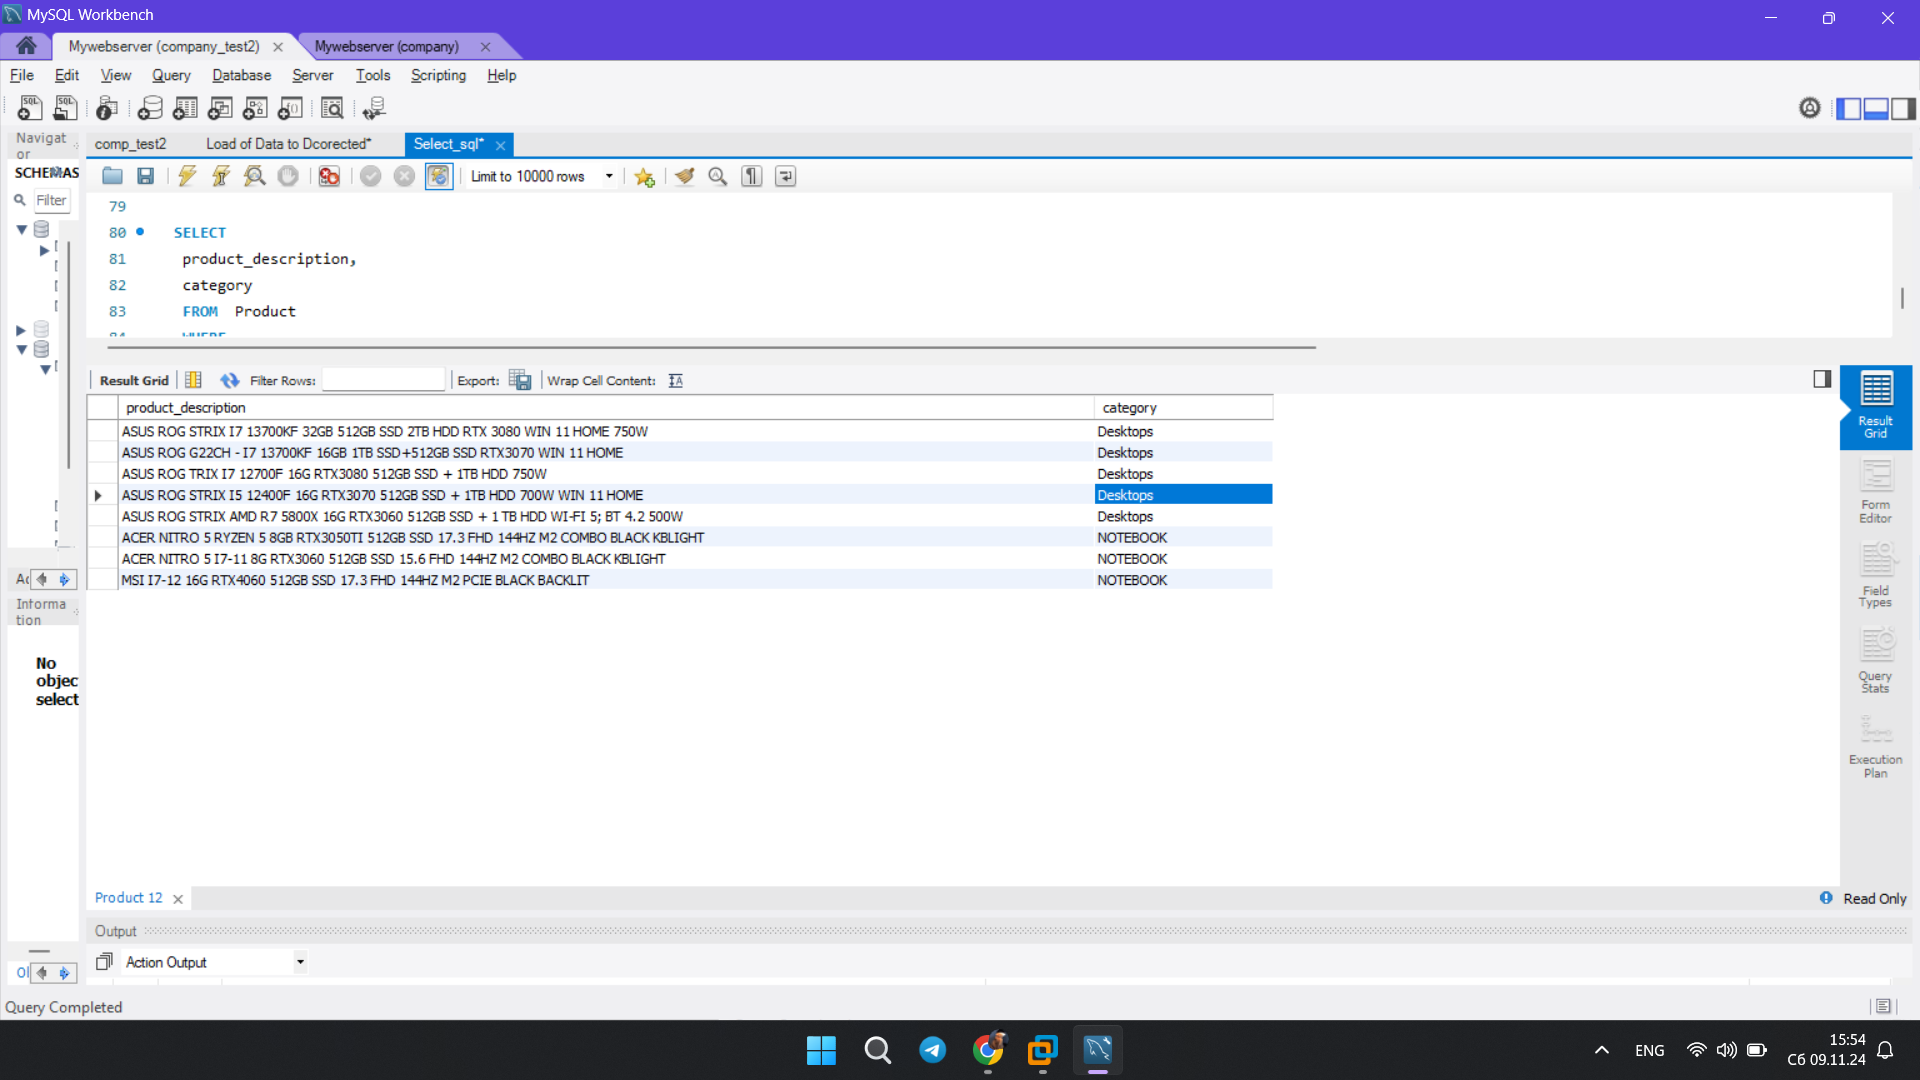 MySQL Workbench
Mywebserver (company_test2)
Mywebserver (company)
File Edit View Query Database Server Tools Scripting Help
Navigat
or
comp_test2
Load of Data to Dcorected*
Select_sql*
SCHEMAS
Limit to 10000 rows
Filter
79
80 SELECT
81 product_description,
82 category
83 FROM Product
84 WHERE
Result Grid
Filter Rows:
Export:
Wrap Cell Content:
product_description category
ASUS ROG STRIX I7 13700KF 32GB 512GB SSD 2TB HDD RTX 3080 WIN 11 HOME 750W Desktops
ASUS ROG G22CH - I7 13700KF 16GB 1TB SSD+512GB SSD RTX3070 WIN 11 HOME Desktops
ASUS ROG TRIX I7 12700F 16G RTX3080 512GB SSD + 1TB HDD 750W Desktops
ASUS ROG STRIX I5 12400F 16G RTX3070 512GB SSD + 1TB HDD 700W WIN 11 HOME Desktops
ASUS ROG STRIX AMD R7 5800X 16G RTX3060 512GB SSD + 1 TB HDD WI-FI 5; BT 4.2 500W Desktops
ACER NITRO 5 RYZEN 5 8GB RTX3050TI 512GB SSD 17.3 FHD 144HZ M2 COMBO BLACK KBLIGHT NOTEBOOK
ACER NITRO 5 I7-11 8G RTX3060 512GB SSD 15.6 FHD 144HZ M2 COMBO BLACK KBLIGHT NOTEBOOK
MSI I7-12 16G RTX4060 512GB SSD 17.3 FHD 144HZ M2 PCIE BLACK BACKLIT NOTEBOOK
Result
Grid
Form
Editor
Field
Types
Query
Stats
Execution
Plan
Informa
tion
No
objec
select
Product 12
Read Only
Output
Action Output
Query Completed
ENG
15:54
Сб 09.11.24